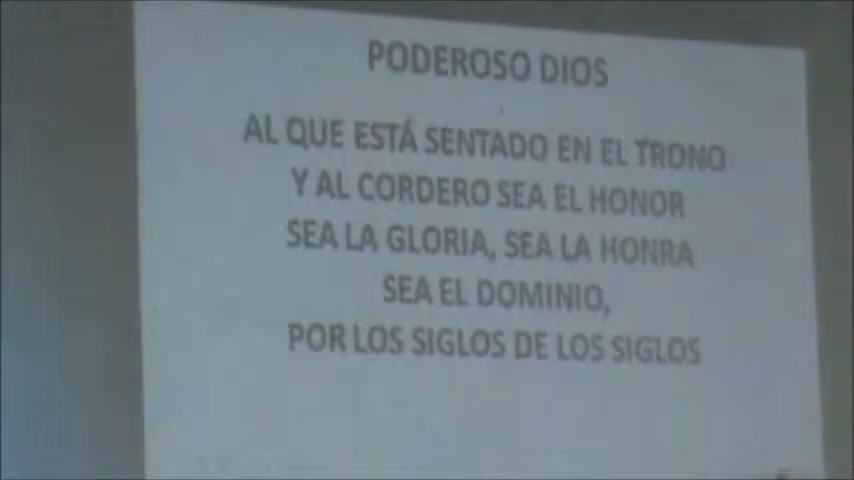 PODEROSO DIOS
AL QUE ESTÁ SENTADO EN EL TRONO
Y AL CORDERO SEA EL HONOR
SEA LA GLORIA, SEA LA HONRA
SEA EL DOMINIO,
POR LOS SIGLOS DE LOS SIGLOS